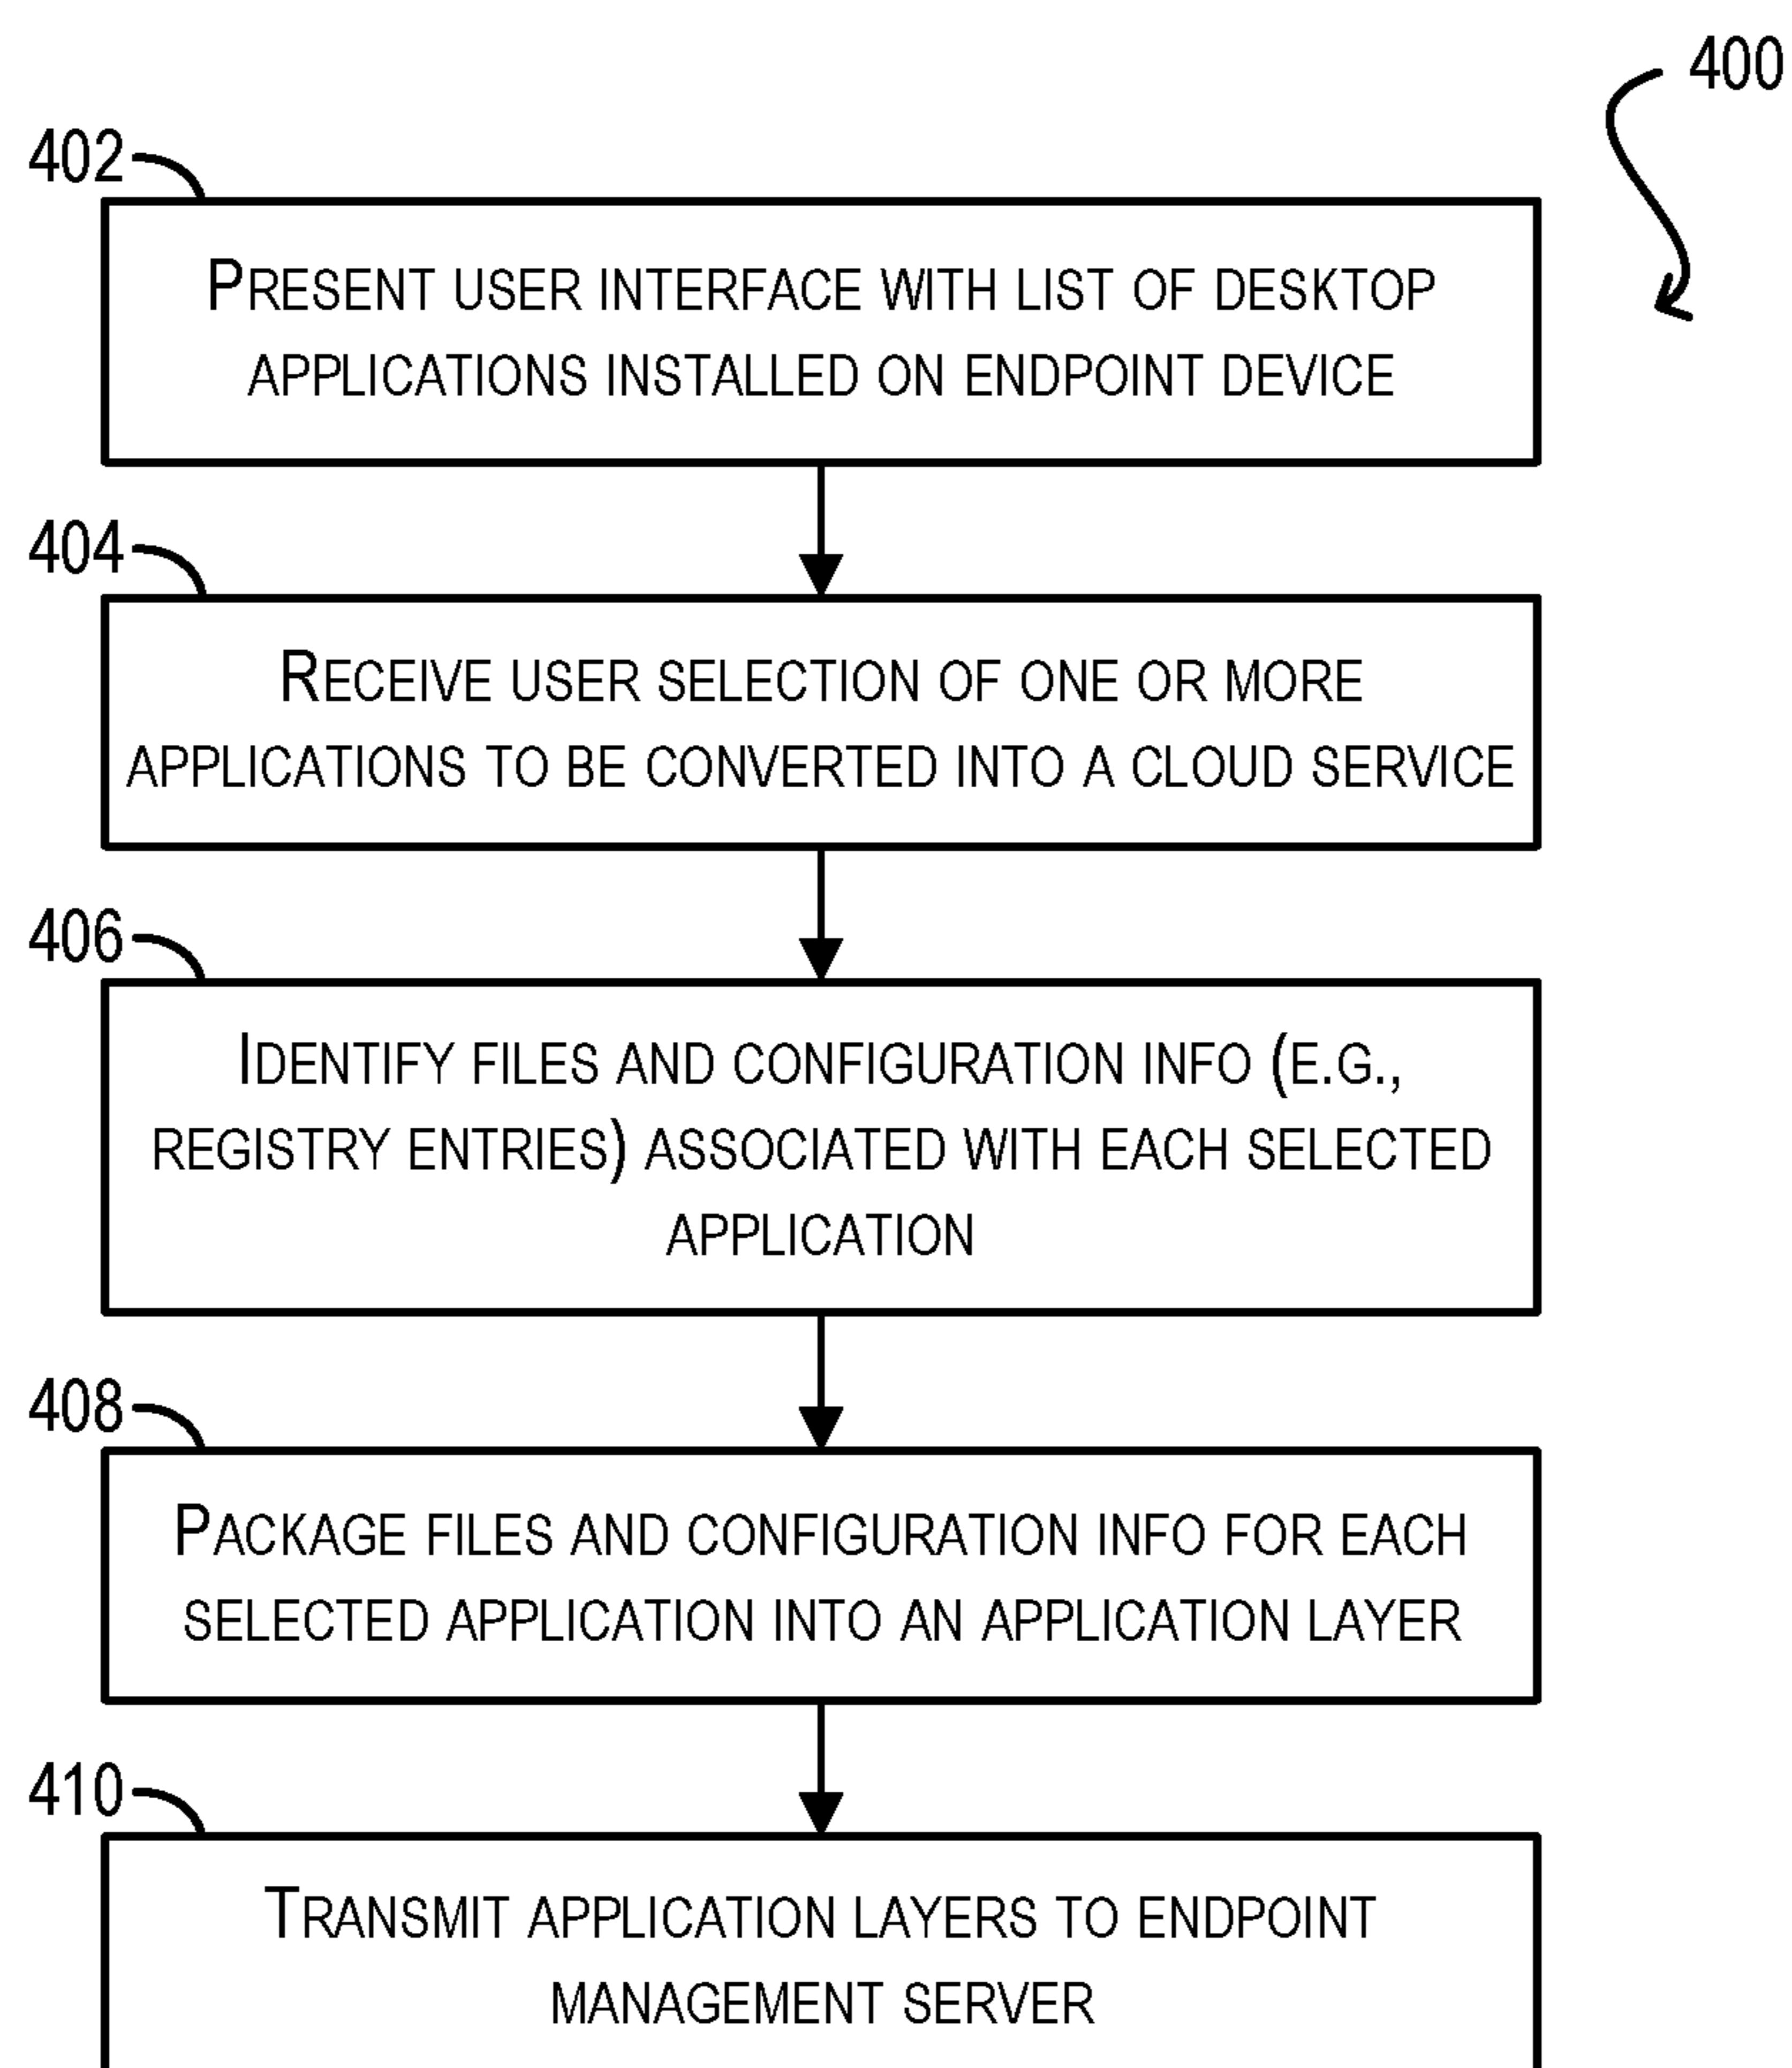 400
402
PRESENT USER INTERFACE WITH LIST OF DESKTOP
APPLICATIONS INSTALLED ON ENDPOINT DEVICE
404
RECEIVE USER SELECTION OF ONE OR MORE
APPLICATIONS TO BE CONVERTED INTO A CLOUD SERVICE
406
IDENTIFY FILES AND CONFIGURATION INFO (E.G.,
REGISTRY ENTRIES) ASSOCIATED WITH EACH SELECTED
APPLICATION
408
PACKAGE FILES AND CONFIGURATION INFO FOR EACH
SELECTED APPLICATION INTO AN APPLICATION LAYER
410
TRANSMIT APPLICATION LAYERS TO ENDPOINT
MANAGEMENT SERVER